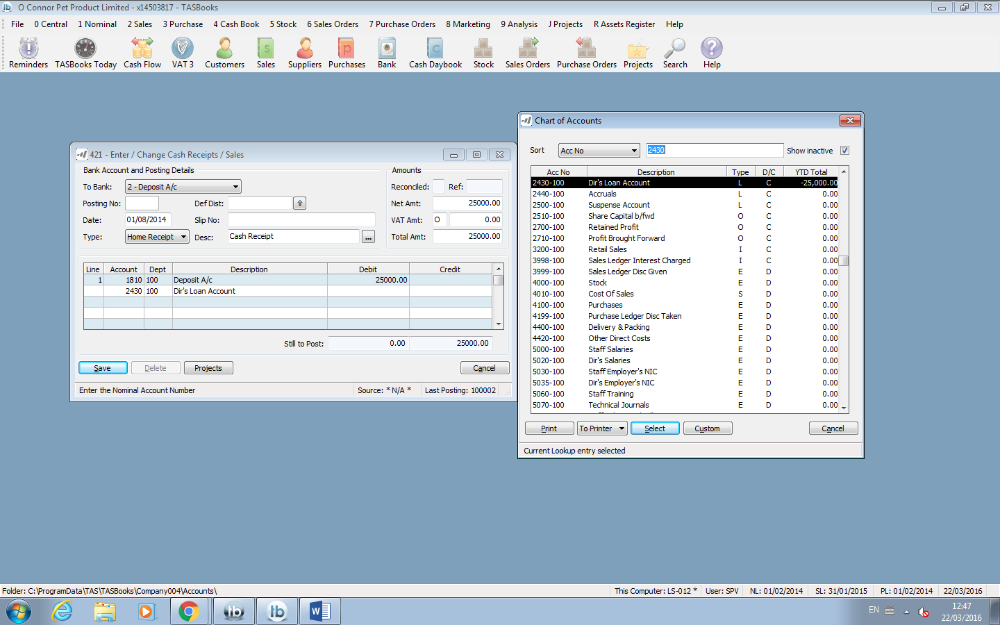 O Connor Pet Product Limited - x14503817 - TASBooks
File 0 Central 1 Nominal 2 Sales 3 Purchase 4 Cash Book 5 Stock 6 Sales Orders 7 Purchase Orders 8 Marketing 9 Analysis J Projects R Assets Register Help
Reminders TASBooks Today Cash Flow VAT 3 Customers Sales Suppliers Purchases Bank Cash Daybook Stock Sales Orders Purchase Orders Projects Search Help
421 - Enter / Change Cash Receipts / Sales
Bank Account and Posting Details
To Bank: 2 - Deposit A/c
Posting No: Def Dist:
Date: 01/08/2014 Slip No:
Type: Home Receipt Desc: Cash Receipt ...
Amounts
Reconciled: Ref:
Net Amt: 25000.00
VAT Amt: O 0.00
Total Amt: 25000.00
Line Account Dept Description Debit Credit
1 1810 100 Deposit A/c 25000.00
2430 100 Dir's Loan Account
Still to Post: 0.00 25000.00
Save Delete Projects Cancel
Enter the Nominal Account Number Source: * N/A * Last Posting: 100002
Chart of Accounts
Sort Acc No 2430 Show inactive
Acc No Description Type D/C YTD Total
2430-100 Dir's Loan Account L C -25,000.00
2440-100 Accruals L C 0.00
2500-100 Suspense Account L C 0.00
2510-100 Share Capital b/fwd O C 0.00
2700-100 Retained Profit O C 0.00
2710-100 Profit Brought Forward O C 0.00
3200-100 Retail Sales I C 0.00
3998-100 Sales Ledger Interest Charged I C 0.00
3999-100 Sales Ledger Disc Given E D 0.00
4000-100 Stock E D 0.00
4010-100 Cost Of Sales S D 0.00
4100-100 Purchases E D 0.00
4199-100 Purchase Ledger Disc Taken E D 0.00
4400-100 Delivery & Packing E D 0.00
4420-100 Other Direct Costs E D 0.00
5000-100 Staff Salaries E D 0.00
5020-100 Dir's Salaries E D 0.00
5030-100 Staff Employer's NIC E D 0.00
5035-100 Dir's Employer's NIC E D 0.00
5060-100 Staff Training E D 0.00
5070-100 Technical Journals E D 0.00
Print To Printer Select Custom Cancel
Current Lookup entry selected
Folder: C:\ProgramData\TAS\TASBooks\Company004\Accounts\ This Computer: LS-012 * User: SPV NL: 01/02/2014 SL: 31/01/2015 PL: 01/02/2014 22/03/2016
EN 12:47
22/03/2016